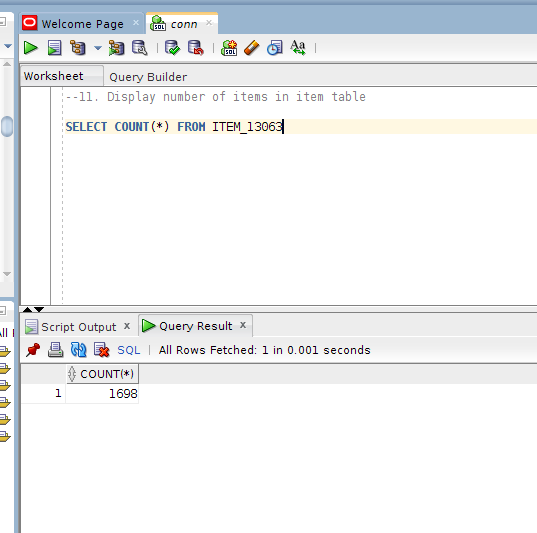 Welcome Page
conn
Worksheet
Query Builder
--11. Display number of items in item table
SELECT COUNT(*) FROM ITEM_13063
All
Script Output x
Query Result x
SQL | All Rows Fetched: 1 in 0.001 seconds
COUNT(*)
1 1698